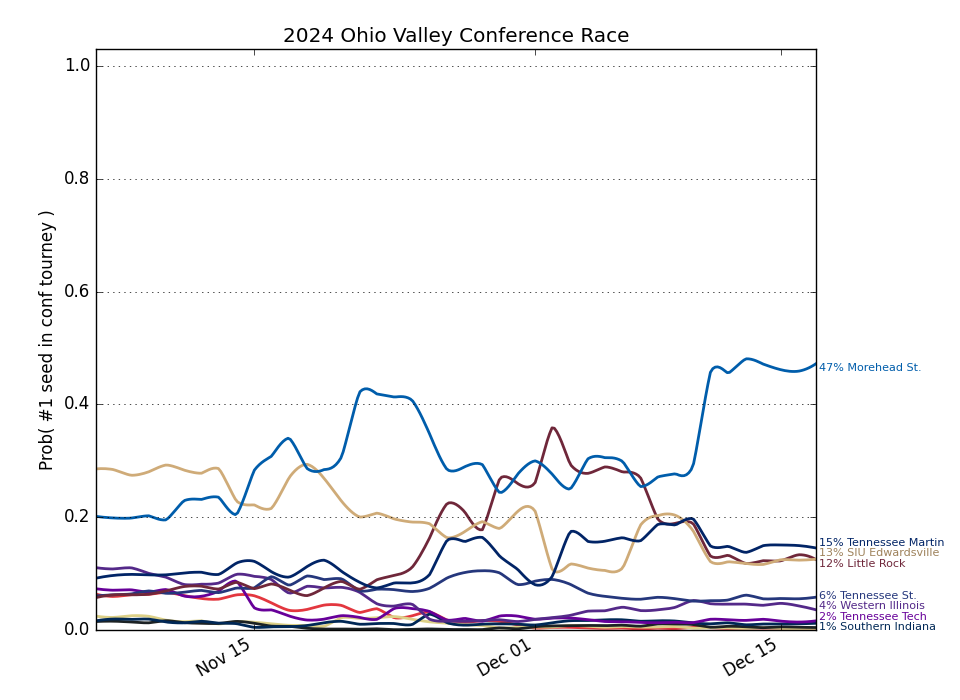 2024 Ohio Valley Conference Race
Prob( #1 seed in conf tourney )
1.0
0.8
0.6
0.4
0.2
0.0
Nov 15
Dec 01
Dec 15
47% Morehead St.
15% Tennessee Martin
13% SIU Edwardsville
12% Little Rock
6% Tennessee St.
4% Western Illinois
2% Tennessee Tech
1% Southern Indiana